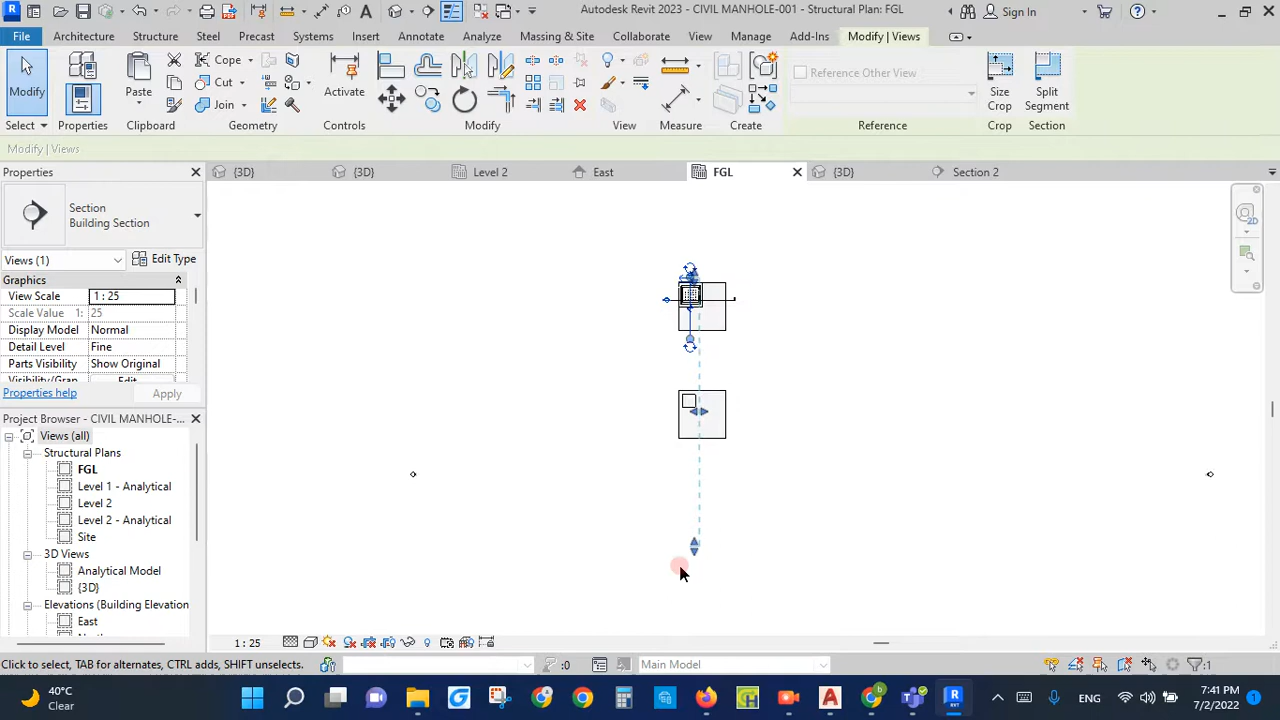 Autodesk Revit 2023 - CIVIL MANHOLE-001 - Structural Plan: FGL
Sign In
File
Architecture
Structure
Steel
Precast
Systems
Insert
Annotate
Analyze
Massing & Site
Collaborate
View
Manage
Add-Ins
Modify | Views
Modify
Paste
Cope
Cut
Join
Activate
Reference Other View
Size Crop
Split Segment
Select
Properties
Clipboard
Geometry
Controls
Modify
View
Measure
Create
Reference
Crop
Section
Modify | Views
Properties
{3D}
{3D}
Level 2
East
FGL
{3D}
Section 2
Section
Building Section
Views (1)
Edit Type
Graphics
View Scale
1 : 25
Scale Value 1:
25
Display Model
Normal
Detail Level
Fine
Parts Visibility
Show Original
Visibility/Grap
Edit
Properties help
Apply
Project Browser - CIVIL MANHOLE-...
Views (all)
Structural Plans
FGL
Level 1 - Analytical
Level 2
Level 2 - Analytical
Site
3D Views
Analytical Model
{3D}
Elevations (Building Elevation
East
2D
1 : 25
Click to select, TAB for alternates, CTRL adds, SHIFT unselects.
:0
Main Model
:1
40°C
Clear
ENG
7:41 PM
7/2/2022